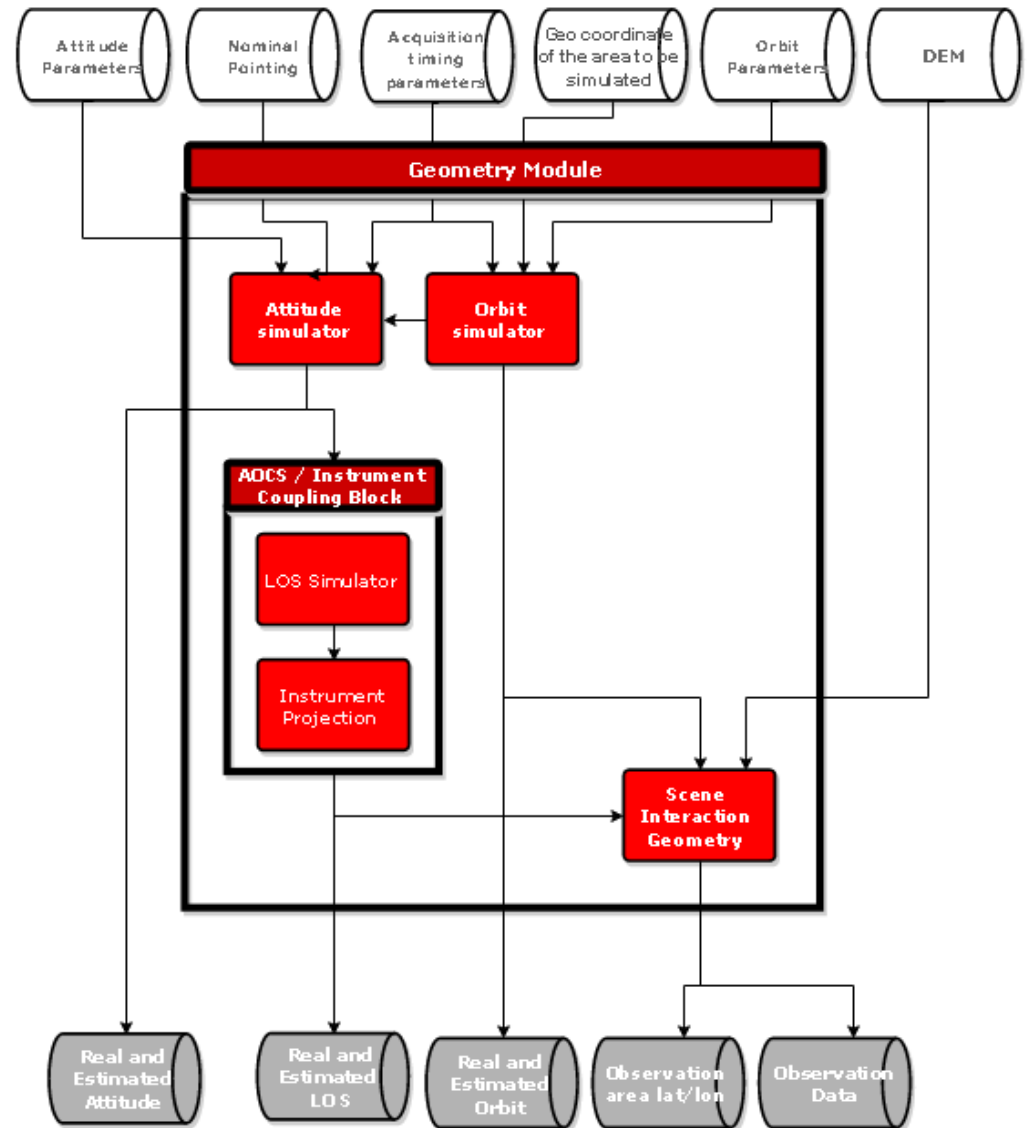 Attitude
Parameters
Nominal
Pointing
Acquisition
timing
parameters
Geo coordinate
of the area to be
simulated
Orbit
Parameters
DEM
Geometry Module
Attitude
simulator
Orbit
simulator
AOCS / Instrument
Coupling Block
LOS Simulator
Instrument
Projection
Scene
Interaction
Geometry
Real and
Estimated
Attitude
Real and
Estimated
LOS
Real and
Estimated
Orbit
Observation
area lat/lon
Observation
Data